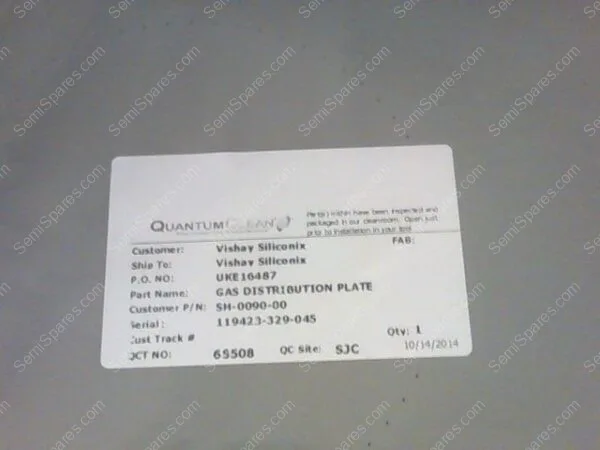 QUANTUMCLEAN
Part(s) within have been inspected and
packaged in our cleanroom. Open just
prior to installation in your tool
Customer: Vishay Siliconix FAB:
Ship To: Vishay Siliconix
P.O. NO: UKE16487
Part Name: GAS DISTRIBUTION PLATE
Customer P/N: SM-0090-00
Serial: 119423-329-045
Cust Track # Qty: 1
QCT NO: 65508 QC Site: SJC 10/14/2014
SemiSpares.com